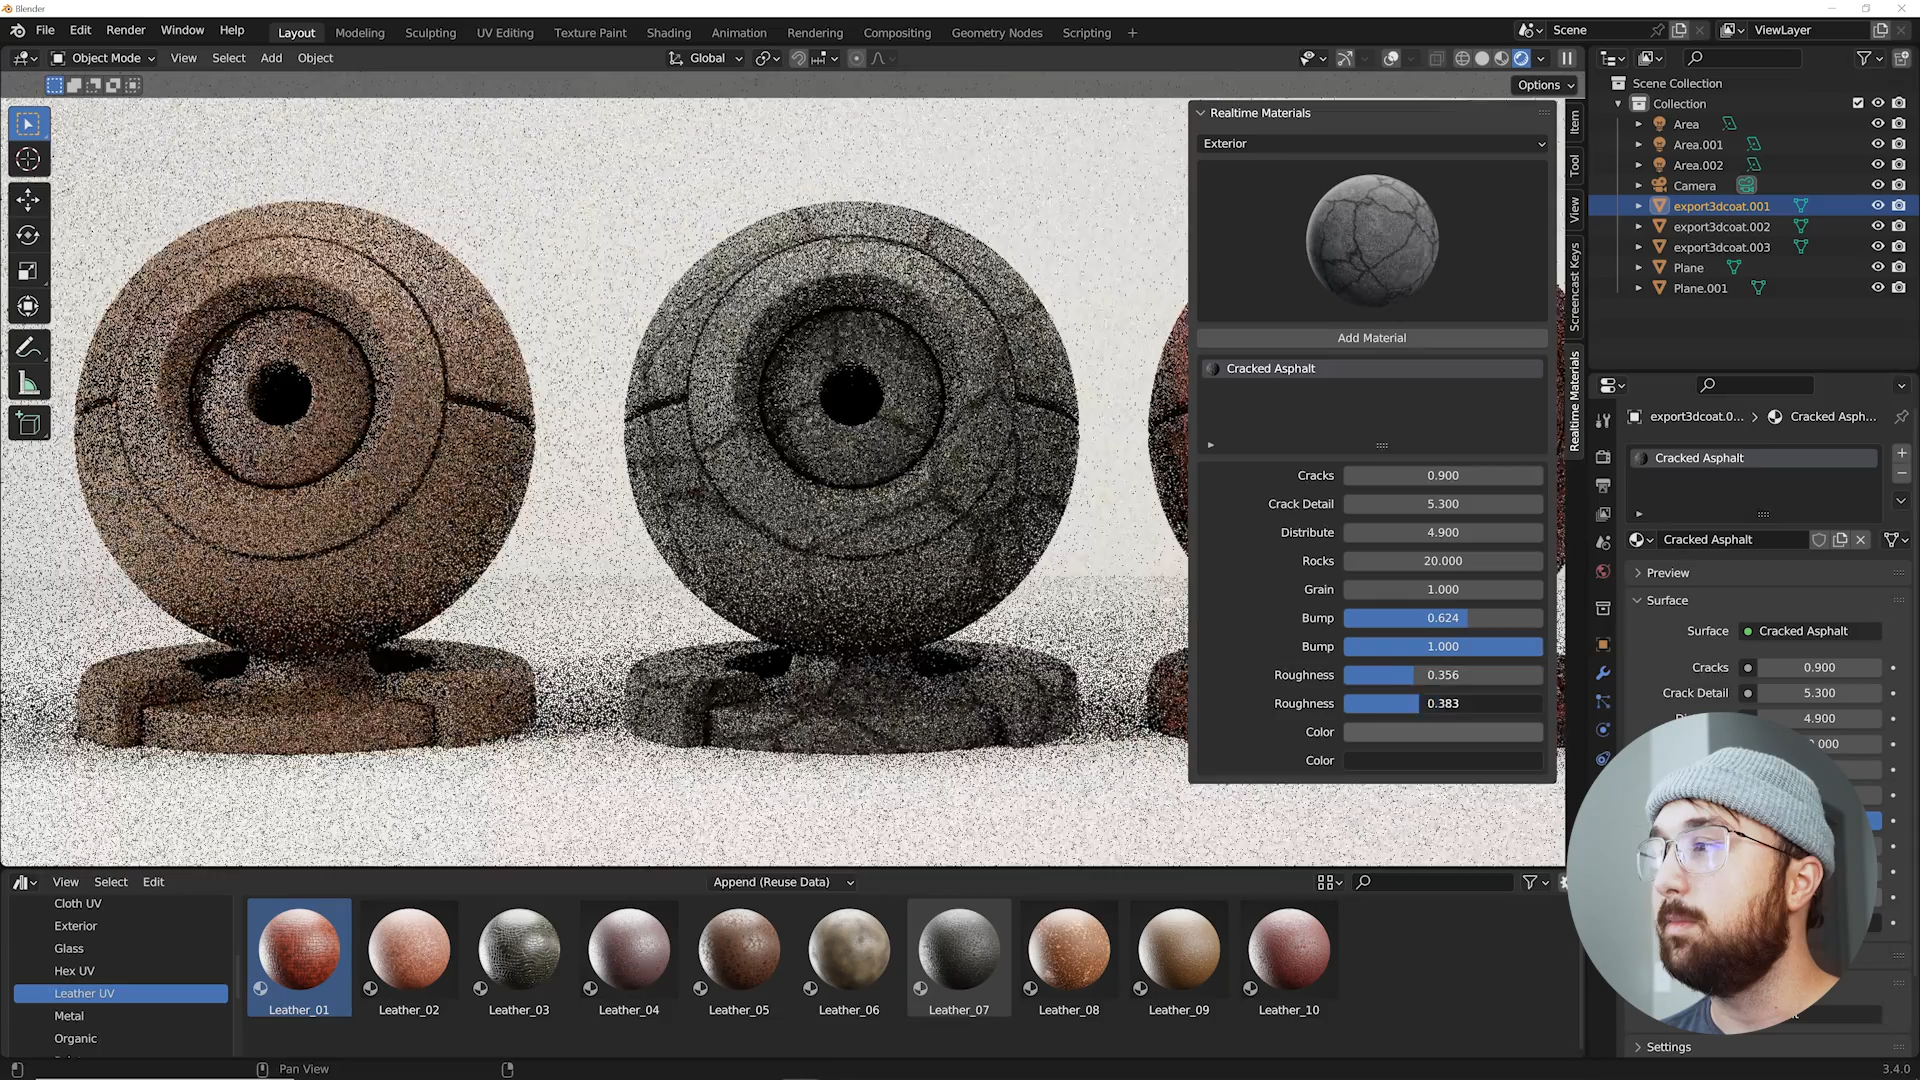 Blender
File Edit Render Window Help
Layout Modeling Sculpting UV Editing Texture Paint Shading Animation Rendering Compositing Geometry Nodes Scripting +
Scene
ViewLayer
Object Mode View Select Add Object
Global
Options
Realtime Materials
Exterior
Add Material
Cracked Asphalt
Cracks 0.900
Crack Detail 5.300
Distribute 4.900
Rocks 20.000
Grain 1.000
Bump 0.624
Bump 1.000
Roughness 0.356
Roughness 0.383
Color
Color
Item
Tool
View
Screencast Keys
Realtime Materials
Scene Collection
Collection
Area
Area.001
Area.002
Camera
export3dcoat.001
export3dcoat.002
export3dcoat.003
Plane
Plane.001
export3dcoat.0... > Cracked Asph...
Cracked Asphalt
Cracked Asphalt
Preview
Surface
Surface Cracked Asphalt
Cracks 0.900
Crack Detail 5.300
4.900
Settings
View Select Edit
Append (Reuse Data)
Cloth UV
Exterior
Glass
Hex UV
Leather UV
Metal
Organic
Leather_01 Leather_02 Leather_03 Leather_04 Leather_05 Leather_06 Leather_07 Leather_08 Leather_09 Leather_10
Pan View
3.4.0